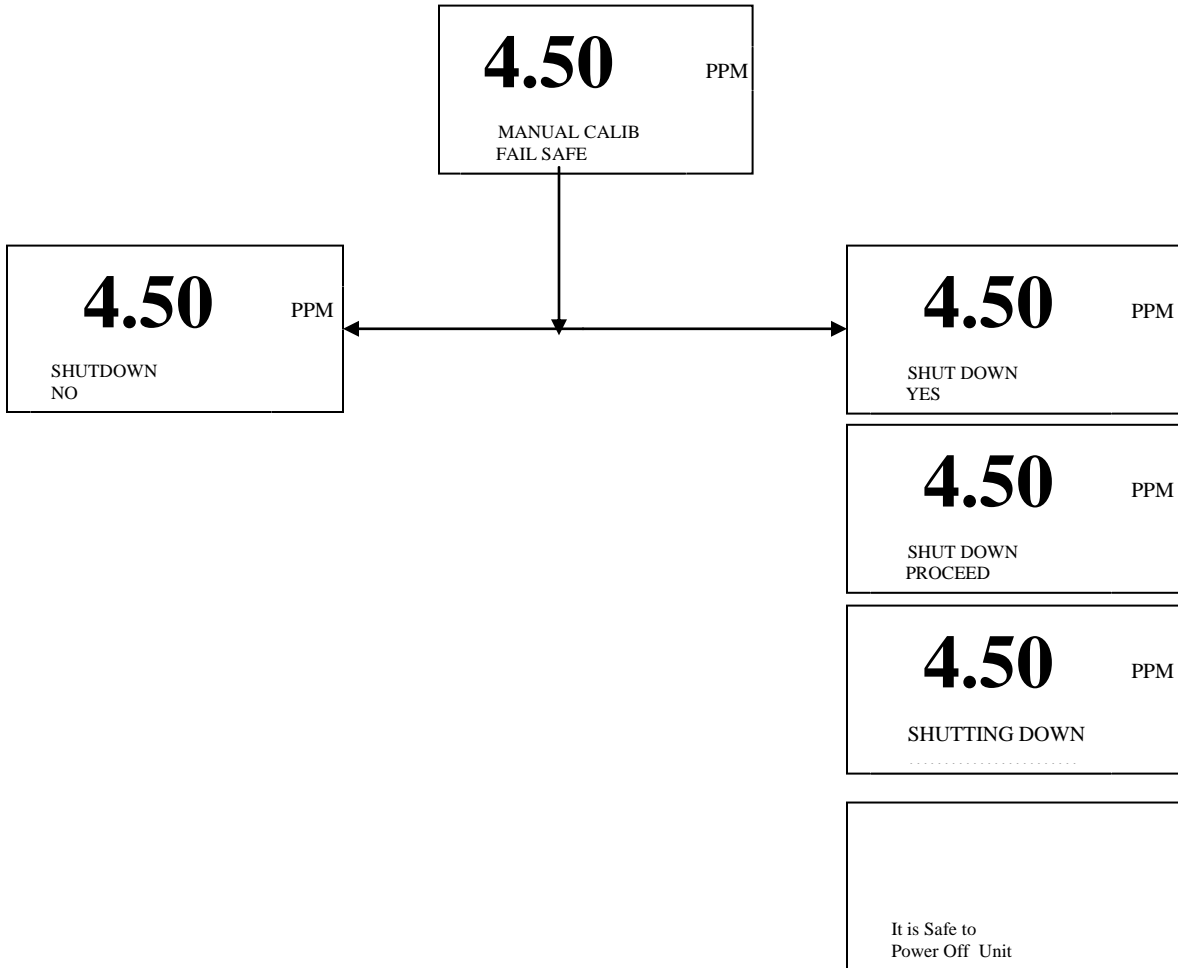 4.50 PPM
MANUAL CALIB
FAIL SAFE
4.50 PPM
SHUTDOWN
NO
4.50 PPM
SHUT DOWN
YES
4.50 PPM
SHUT DOWN
PROCEED
4.50 PPM
SHUTTING DOWN
........................
It is Safe to
Power Off Unit